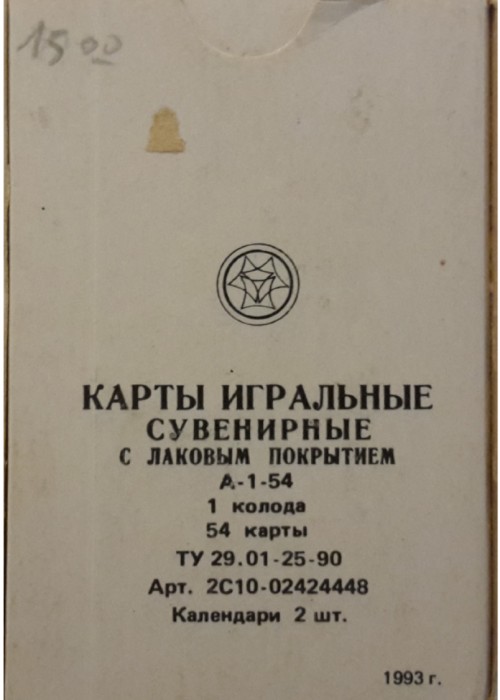 15 00
КАРТЫ ИГРАЛЬНЫЕ
СУВЕНИРНЫЕ
С ЛАКОВЫМ ПОКРЫТИЕМ
А-1-54
1 колода
54 карты
ТУ 29.01-25-90
Арт. 2С10-02424448
Календари 2 шт.
1993 г.